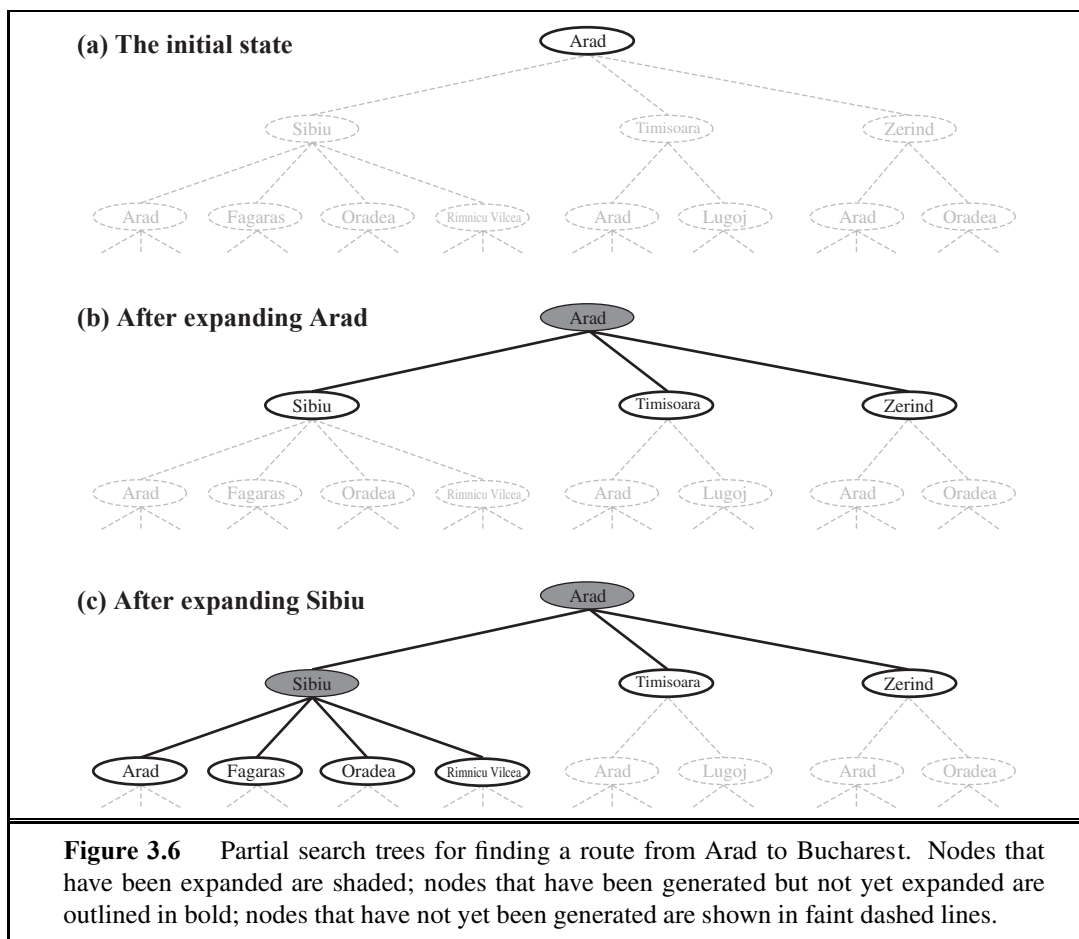 (a) The initial state
Arad
Sibiu Timisoara Zerind
Arad Fagaras Oradea Rimnicu Vilcea Arad Lugoj Arad Oradea
(b) After expanding Arad
Arad
Sibiu Timisoara Zerind
Arad Fagaras Oradea Rimnicu Vilcea Arad Lugoj Arad Oradea
(c) After expanding Sibiu
Arad
Sibiu Timisoara Zerind
Arad Fagaras Oradea Rimnicu Vilcea Arad Lugoj Arad Oradea
Figure 3.6 Partial search trees for finding a route from Arad to Bucharest. Nodes that
have been expanded are shaded; nodes that have been generated but not yet expanded are
outlined in bold; nodes that have not yet been generated are shown in faint dashed lines.